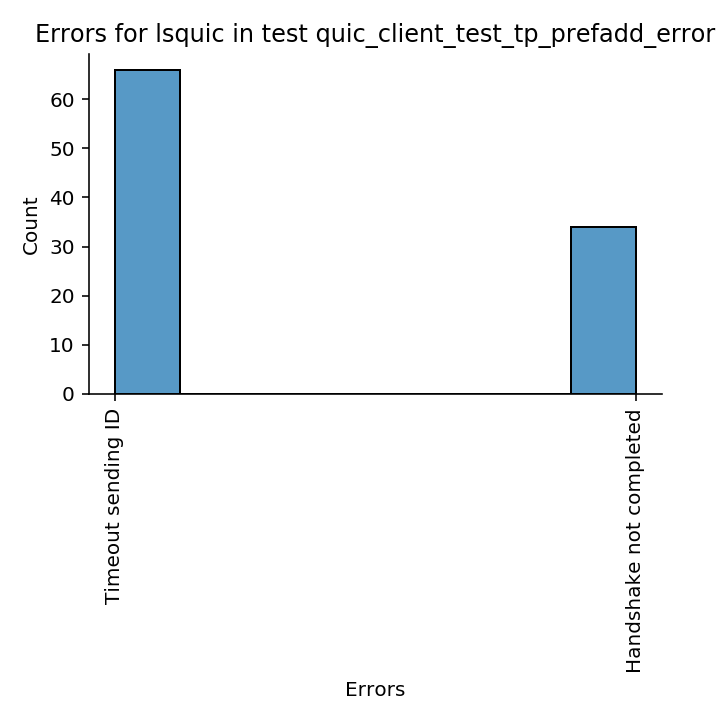 Errors for lsquic in test quic_client_test_tp_prefadd_error
60
50
40
30
20
10
0
Count
Timeout sending ID
Handshake not completed
Errors